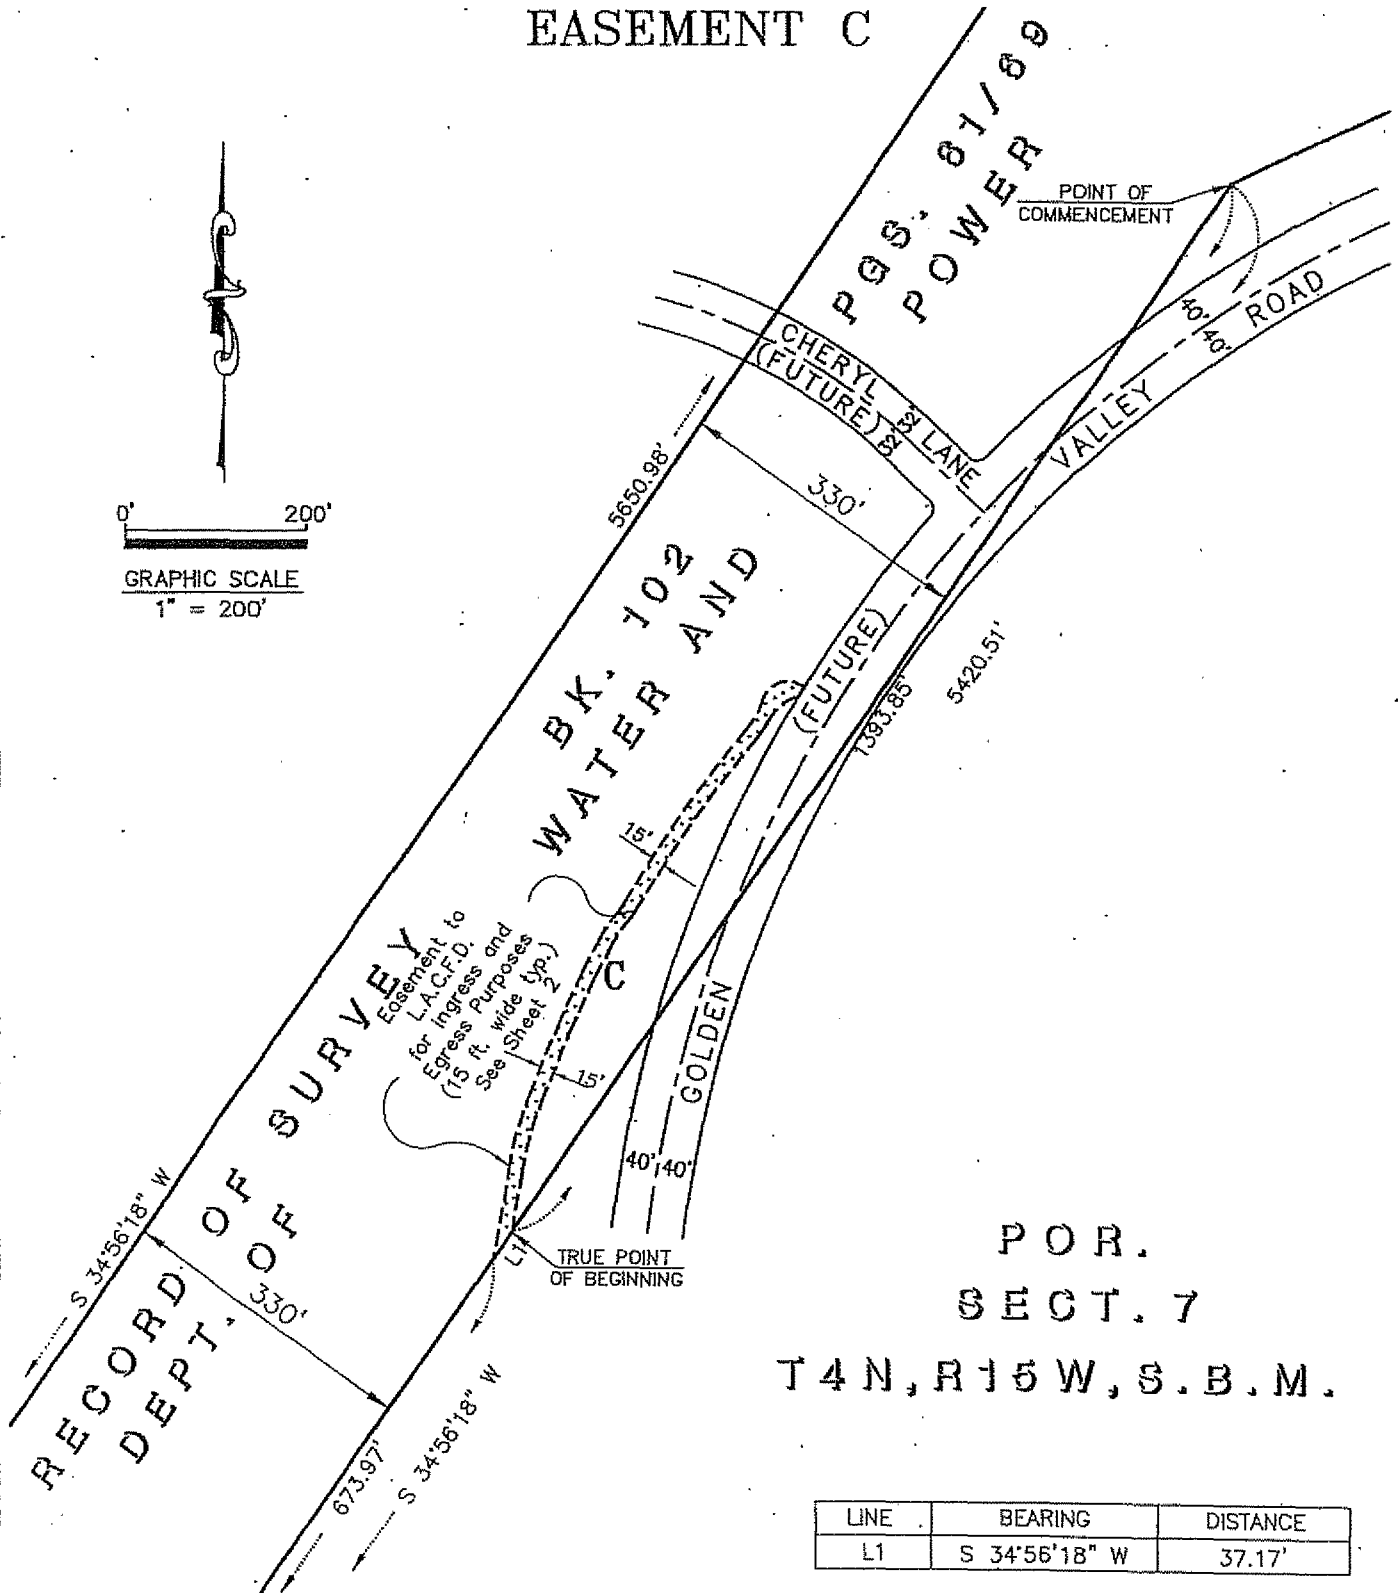 EASEMENT C
PGS. 81/89
POWER
POINT OF
COMMENCEMENT
CHERYL LANE
(FUTURE)
32' 32'
40' 40'
VALLEY ROAD
0' 200'
GRAPHIC SCALE
1" = 200'
5650.98'
330'
BK. 102
WATER AND
(FUTURE)
1393.85'
5420.51'
15'
Easement to
L.A.C.F.D.
for Ingress and
Egress Purposes
(15 ft. wide typ.)
See Sheet 2
C
15'
GOLDEN
40' 40'
RECORD OF SURVEY
DEPT. OF
S 34°56'18" W
330'
L1
TRUE POINT
OF BEGINNING
673.97'
S 34°56'18" W
POR.
SECT. 7
T4N, R15W, S.B.M.
LINE BEARING DISTANCE
L1 S 34°56'18" W 37.17'